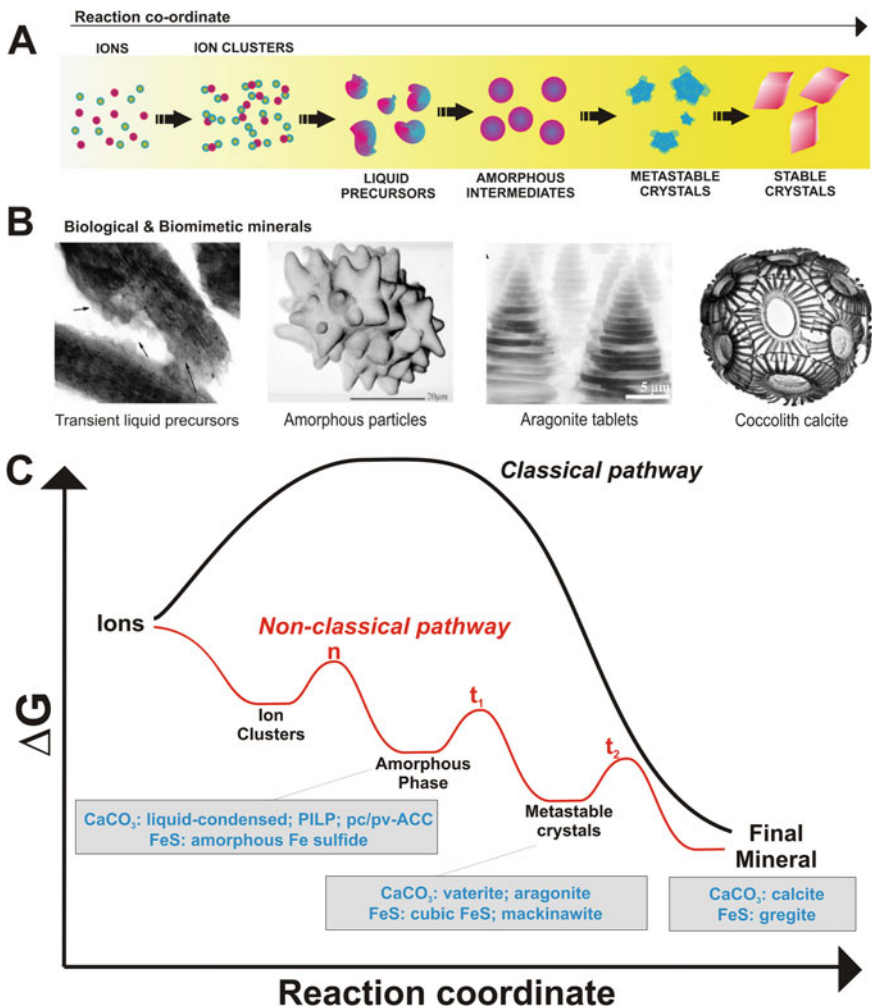 Reaction co-ordinate
A
IONS
ION CLUSTERS
LIQUID
PRECURSORS
AMORPHOUS
INTERMEDIATES
METASTABLE
CRYSTALS
STABLE
CRYSTALS
B
Biological & Biomimetic minerals
20µm
5 µm
Transient liquid precursors
Amorphous particles
Aragonite tablets
Coccolith calcite
C
Classical pathway
Ions
Non-classical pathway
n
t₁
t₂
ΔG
Ion
Clusters
Amorphous
Phase
Metastable
crystals
Final
Mineral
CaCO₃: liquid-condensed; PILP; pc/pv-ACC
FeS: amorphous Fe sulfide
CaCO₃: vaterite; aragonite
FeS: cubic FeS; mackinawite
CaCO₃: calcite
FeS: gregite
Reaction coordinate